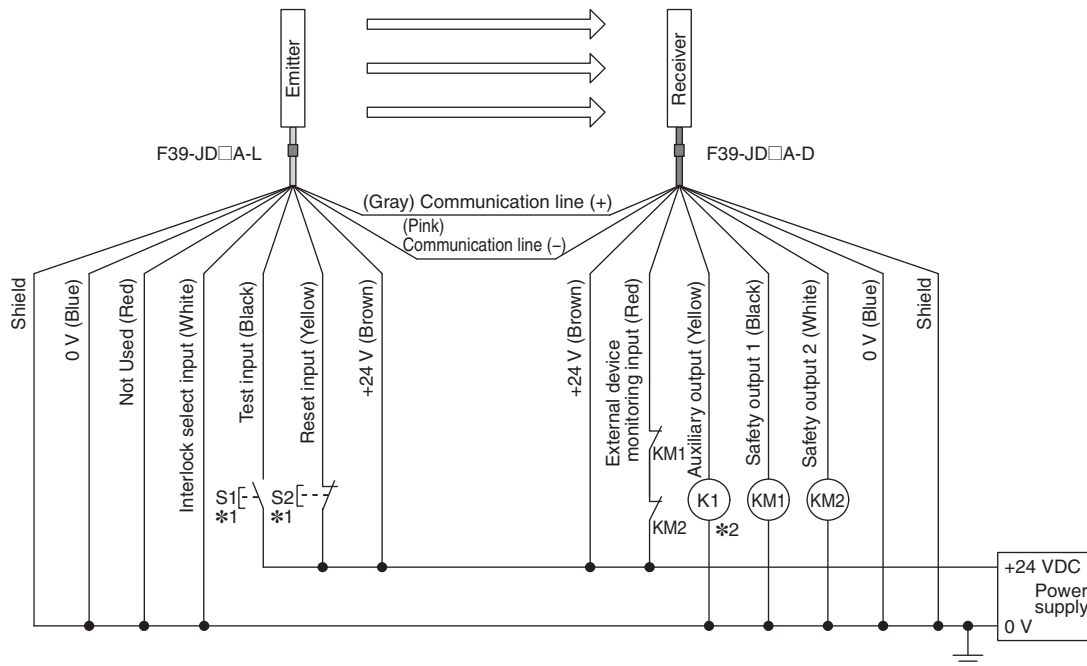 Emitter
Receiver
F39-JD□A-L
F39-JD□A-D
(Gray) Communication line (+)
(Pink)
Communication line (−)
Shield
0 V (Blue)
Not Used (Red)
Interlock select input (White)
Test input (Black)
Reset input (Yellow)
+24 V (Brown)
+24 V (Brown)
External device
monitoring input (Red)
Auxiliary output (Yellow)
Safety output 1 (Black)
Safety output 2 (White)
0 V (Blue)
Shield
S1
✱1
S2
✱1
KM1
KM2
K1
✱2
KM1
KM2
+24 VDC
Power
supply
0 V